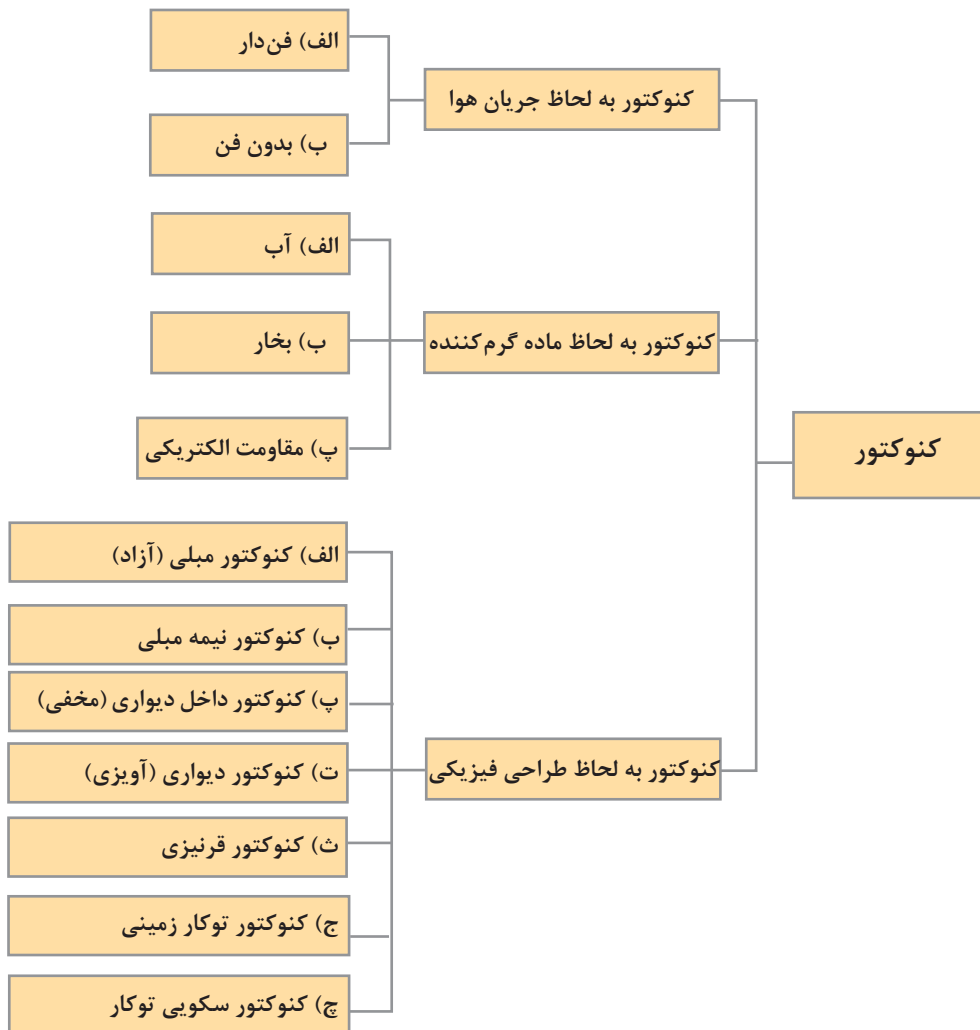 کنوکتور
کنوکتور به لحاظ جریان هوا
الف) فن‌دار
ب) بدون فن
کنوکتور به لحاظ ماده گرم‌کننده
الف) آب
ب) بخار
پ) مقاومت الکتریکی
کنوکتور به لحاظ طراحی فیزیکی
الف) کنوکتور مبلی (آزاد)
ب) کنوکتور نیمه مبلی
پ) کنوکتور داخل دیواری (مخفی)
ت) کنوکتور دیواری (آویزی)
ث) کنوکتور قرنیزی
ج) کنوکتور توکار زمینی
چ) کنوکتور سکویی توکار